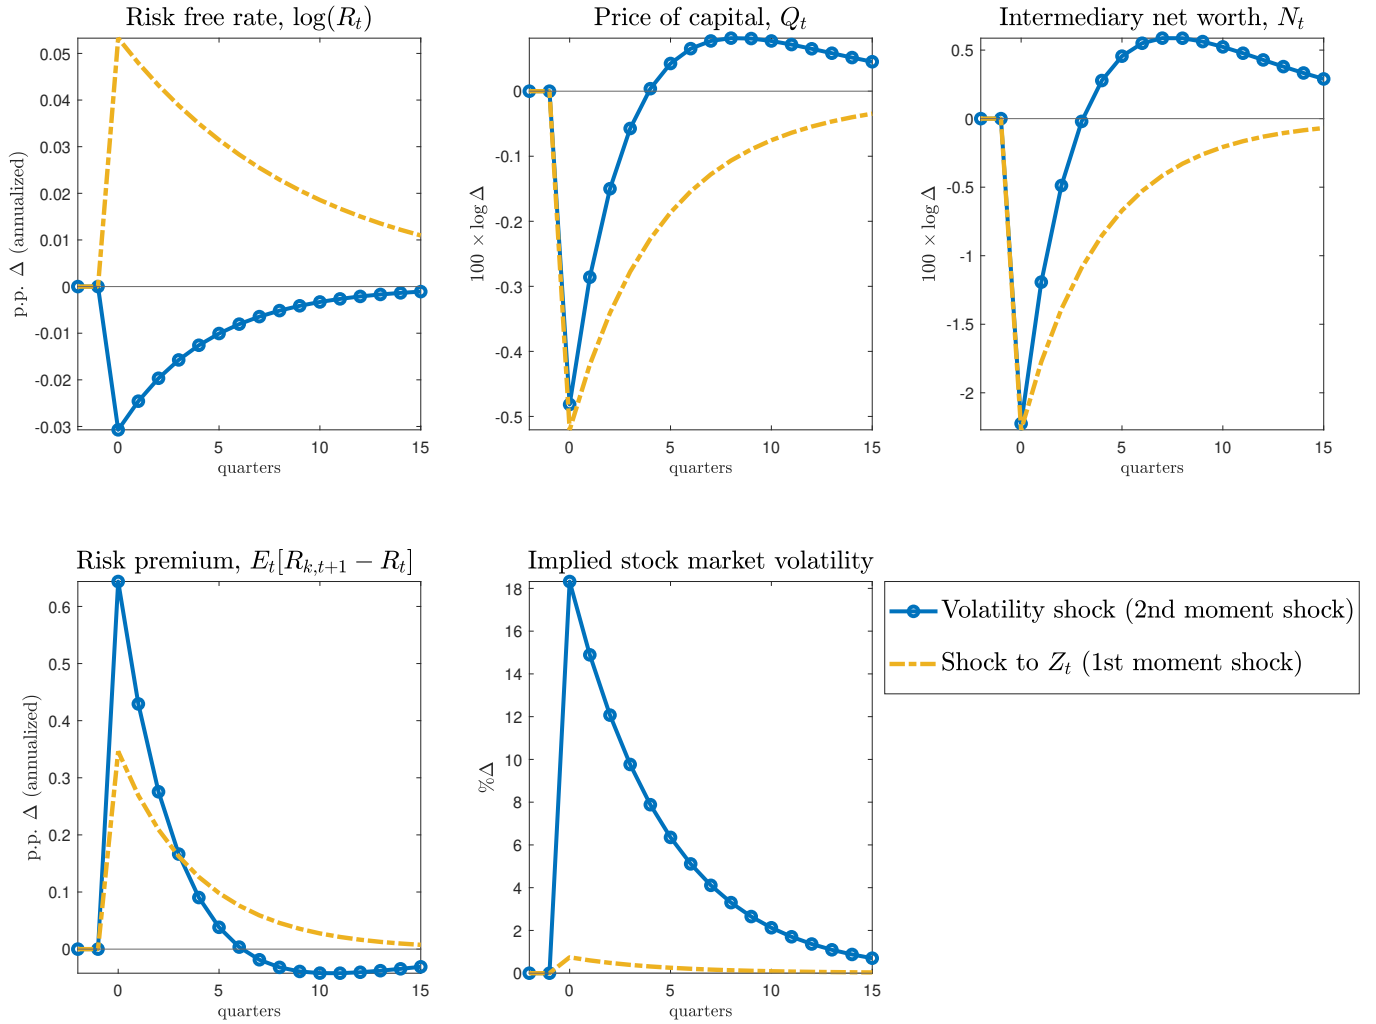 Risk free rate, log(R_t)
p.p. Δ (annualized)
0.05
0.04
0.03
0.02
0.01
0
-0.01
-0.02
-0.03
0 5 10 15
quarters
Price of capital, Q_t
100 × log Δ
0
-0.1
-0.2
-0.3
-0.4
-0.5
0 5 10 15
quarters
Intermediary net worth, N_t
100 × log Δ
0.5
0
-0.5
-1
-1.5
-2
0 5 10 15
quarters
Risk premium, E_t[R_{k,t+1} − R_t]
p.p. Δ (annualized)
0.6
0.5
0.4
0.3
0.2
0.1
0
0 5 10 15
quarters
Implied stock market volatility
%Δ
18
16
14
12
10
8
6
4
2
0
0 5 10 15
quarters
Volatility shock (2nd moment shock)
Shock to Z_t (1st moment shock)